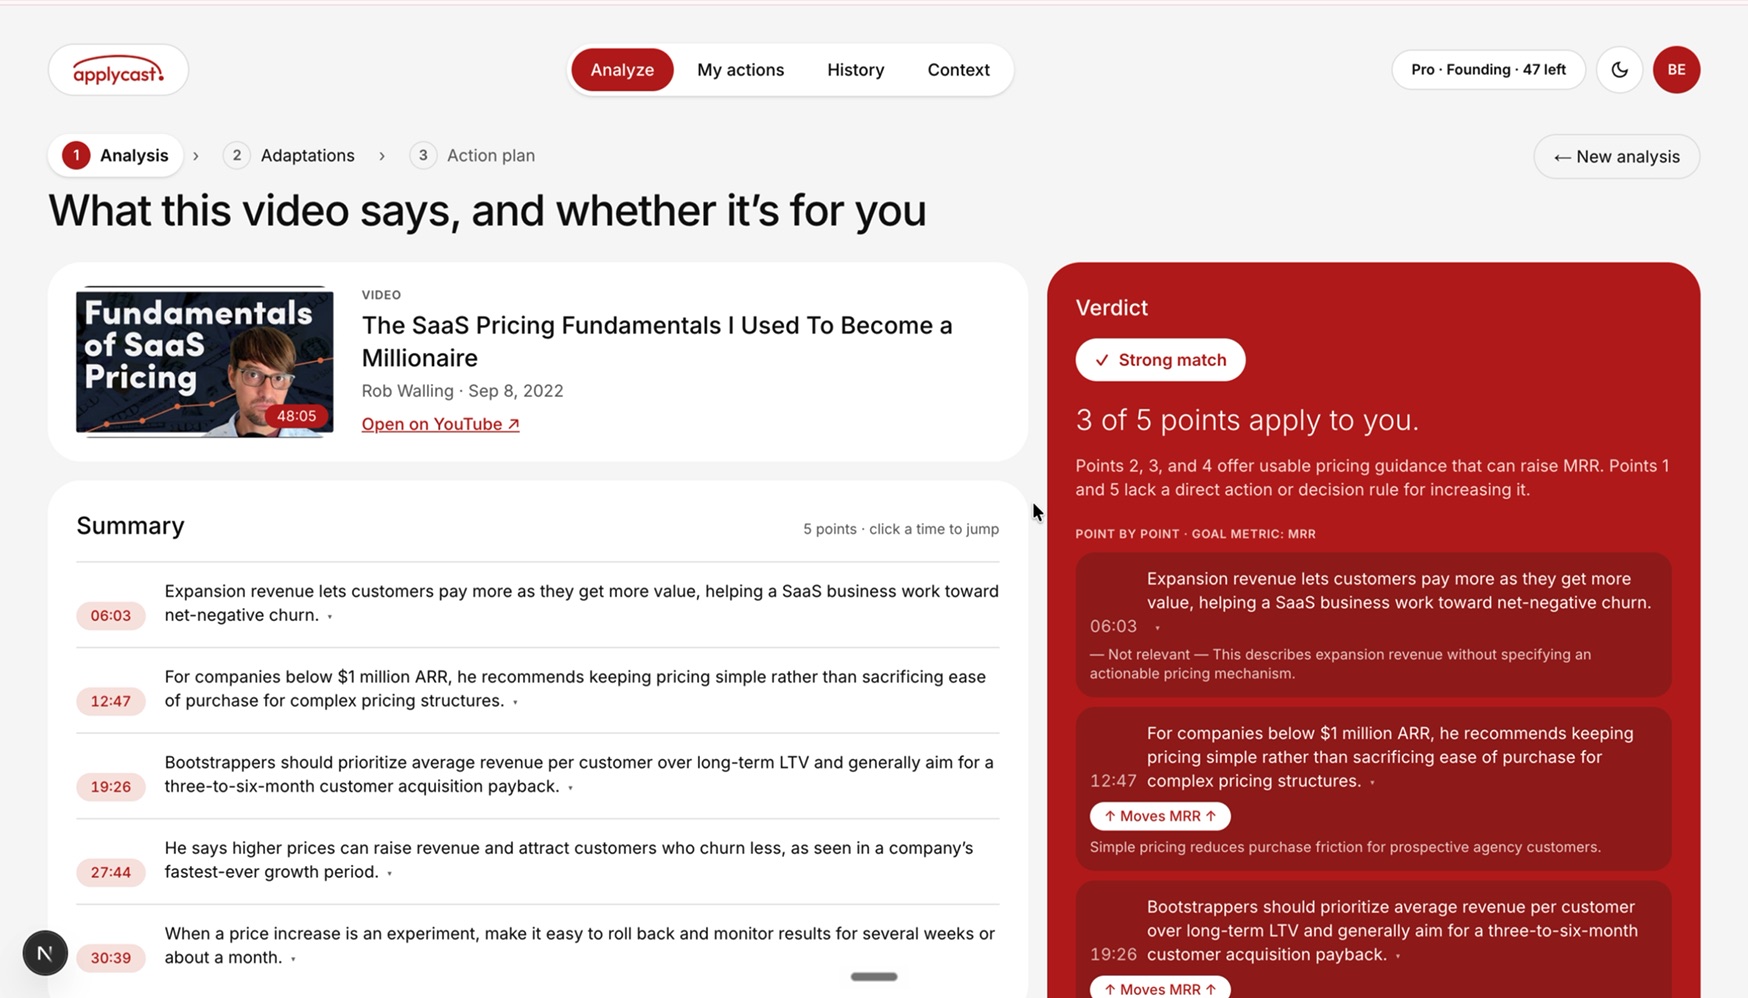 applycast.
Analyze
My actions
History
Context
Pro · Founding · 47 left
BE
1 Analysis › 2 Adaptations › 3 Action plan
← New analysis
What this video says, and whether it’s for you
Fundamentals
of SaaS
Pricing
48:05
VIDEO
The SaaS Pricing Fundamentals I Used To Become a
Millionaire
Rob Walling · Sep 8, 2022
Open on YouTube ↗
Summary
5 points · click a time to jump
06:03
Expansion revenue lets customers pay more as they get more value, helping a SaaS business work toward
net-negative churn.
12:47
For companies below $1 million ARR, he recommends keeping pricing simple rather than sacrificing ease
of purchase for complex pricing structures.
19:26
Bootstrappers should prioritize average revenue per customer over long-term LTV and generally aim for a
three-to-six-month customer acquisition payback.
27:44
He says higher prices can raise revenue and attract customers who churn less, as seen in a company’s
fastest-ever growth period.
30:39
When a price increase is an experiment, make it easy to roll back and monitor results for several weeks or
about a month.
N
Verdict
✓ Strong match
3 of 5 points apply to you.
Points 2, 3, and 4 offer usable pricing guidance that can raise MRR. Points 1
and 5 lack a direct action or decision rule for increasing it.
POINT BY POINT · GOAL METRIC: MRR
Expansion revenue lets customers pay more as they get more
value, helping a SaaS business work toward net-negative churn.
06:03
— Not relevant — This describes expansion revenue without specifying an
actionable pricing mechanism.
For companies below $1 million ARR, he recommends keeping
pricing simple rather than sacrificing ease of purchase for
12:47 complex pricing structures.
↑ Moves MRR ↑
Simple pricing reduces purchase friction for prospective agency customers.
Bootstrappers should prioritize average revenue per customer
over long-term LTV and generally aim for a three-to-six-month
19:26 customer acquisition payback.
↑ Moves MRR ↑